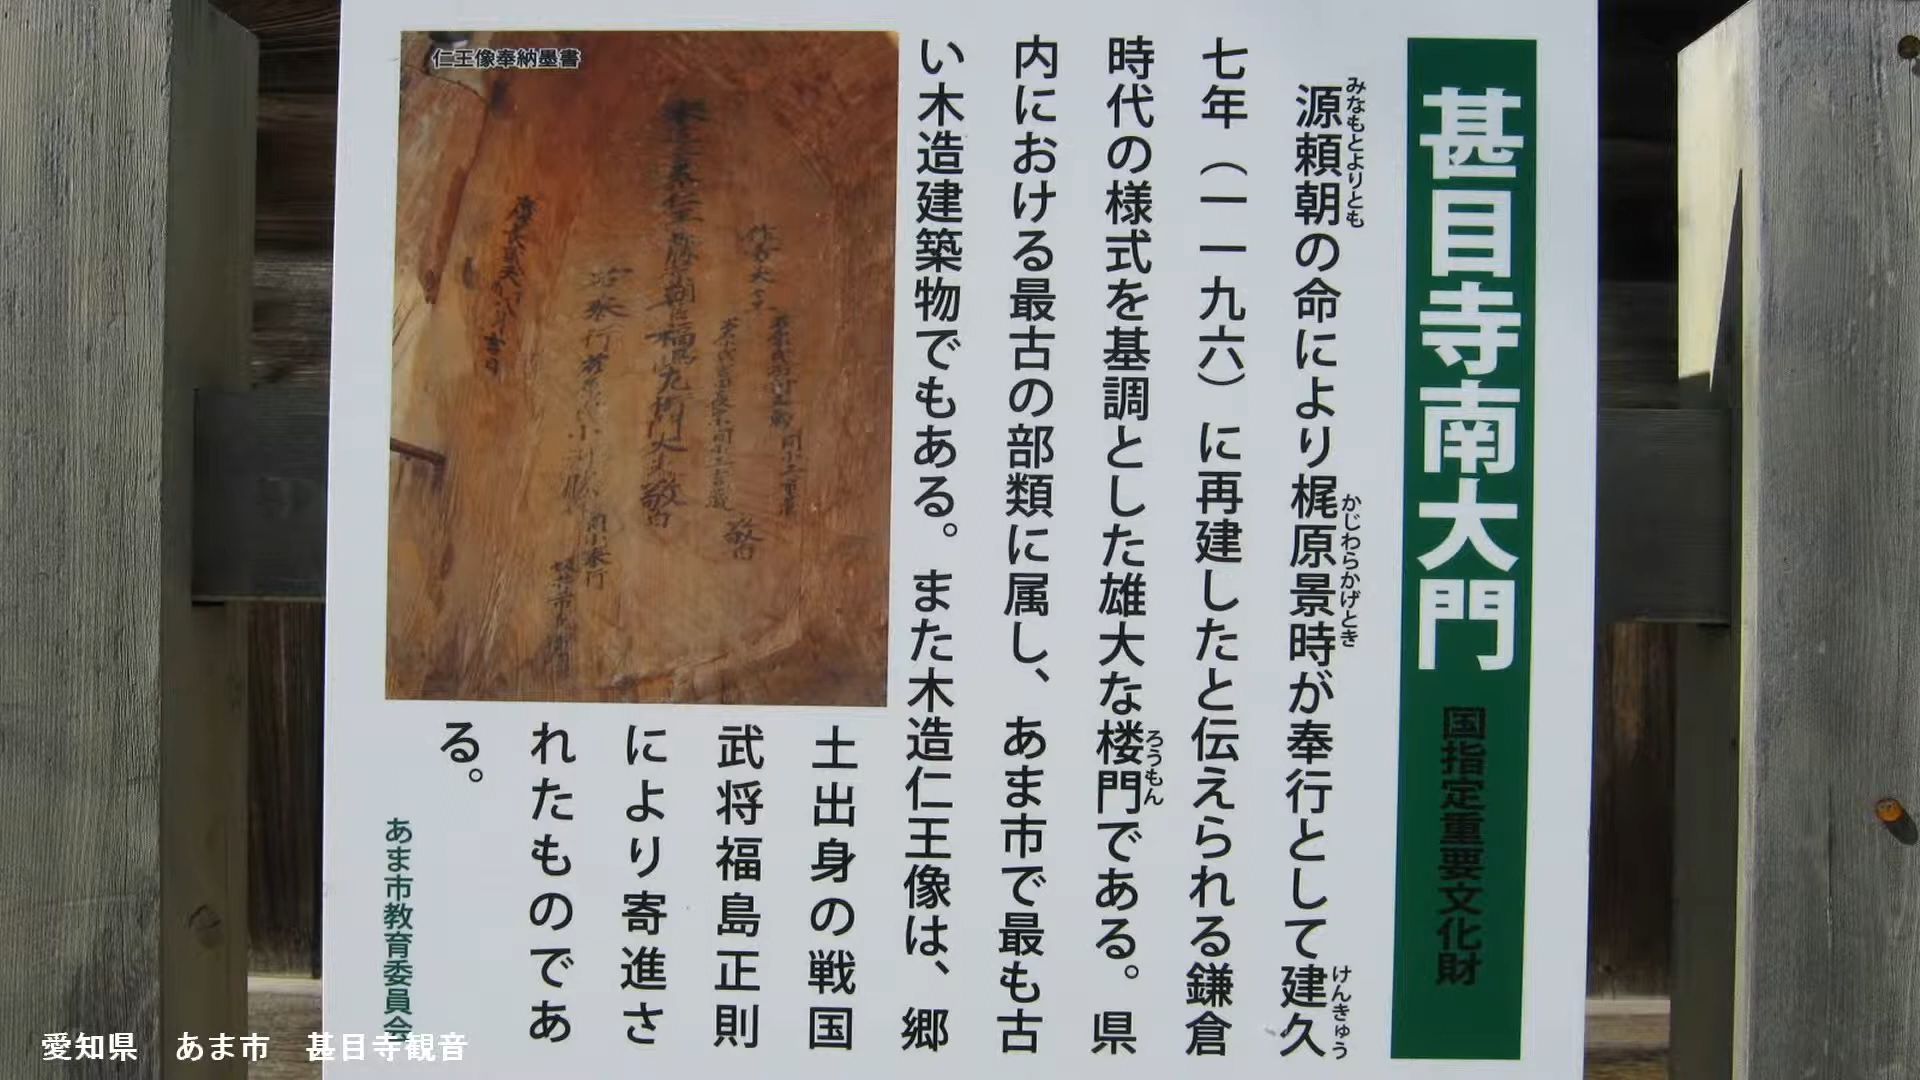 甚目寺南大門 国指定重要文化財
源頼朝の命により梶原景時が奉行として建久
みなもとよりとも
かじわらかげとき
けんきゅう
七年（一一九六）に再建したと伝えられる鎌倉
時代の様式を基調とした雄大な楼門である。県
ろうもん
内における最古の部類に属し、あま市で最も古
い木造建築物でもある。また木造仁王像は、郷
土出身の戦国
武将福島正則
により寄進さ
れたものであ
る。
あま市教育委員会
仁王像奉納墨書
愛知県 あま市 甚目寺観音